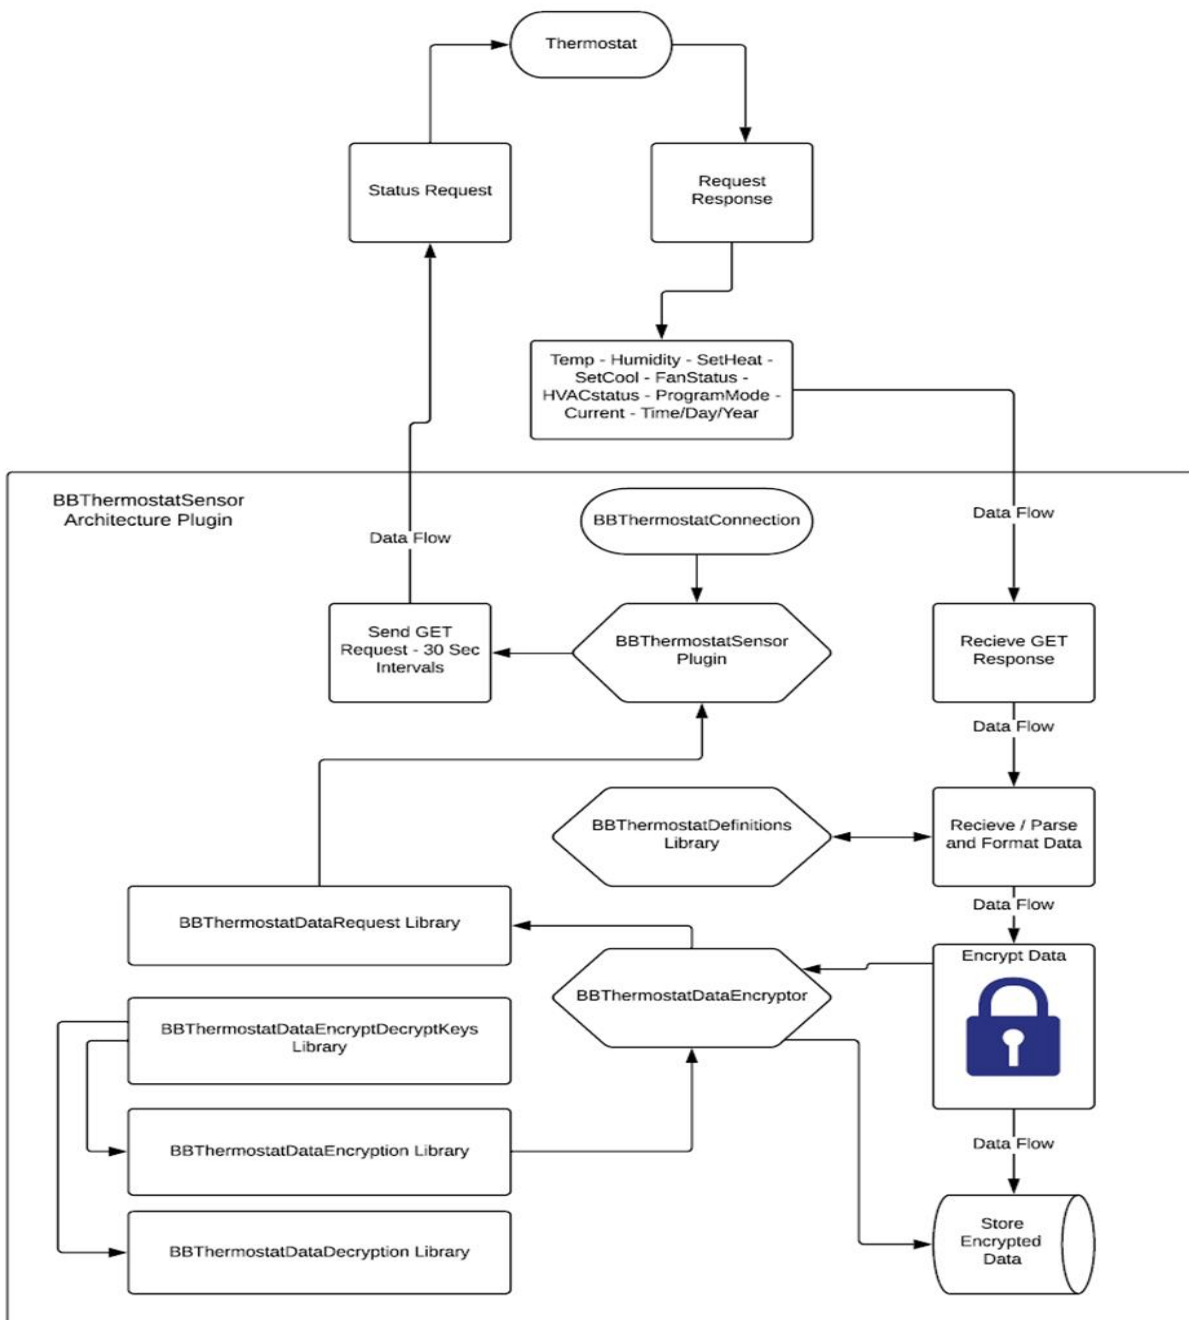 Thermostat
Status Request
Request
Response
Temp - Humidity - SetHeat -
SetCool - FanStatus -
HVACstatus - ProgramMode -
Current - Time/Day/Year
BBThermostatSensor
Architecture Plugin
Data Flow
BBThermostatConnection
Data Flow
Send GET
Request - 30 Sec
Intervals
BBThermostatSensor
Plugin
Recieve GET
Response
Data Flow
BBThermostatDefinitions
Library
Recieve / Parse
and Format Data
Data Flow
BBThermostatDataRequest Library
Encrypt Data
BBThermostatDataEncryptor
BBThermostatDataEncryptDecryptKeys
Library
BBThermostatDataEncryption Library
Data Flow
BBThermostatDataDecryption Library
Store
Encrypted
Data